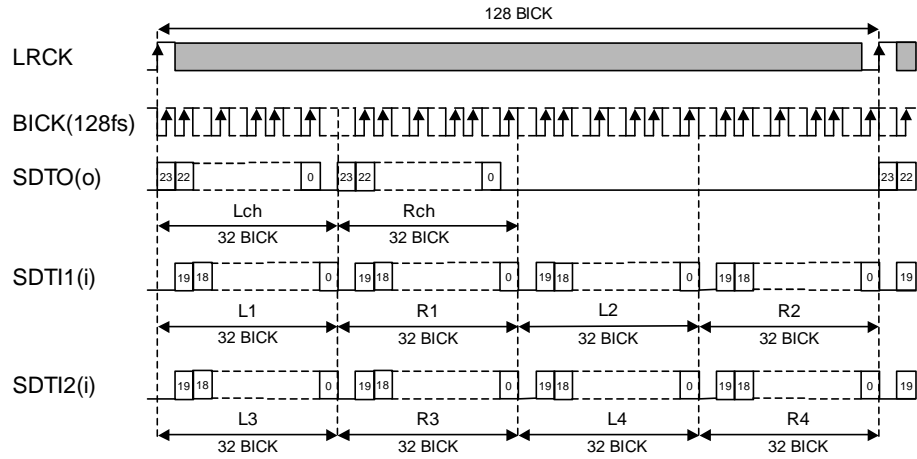 128 BICK
LRCK
BICK(128fs)
SDTO(o)
23 22 0 23 22 0 23 22
Lch Rch
32 BICK 32 BICK
SDTI1(i)
19 18 0 19 18 0 19 18 0 19 18 0 19
L1 R1 L2 R2
32 BICK 32 BICK 32 BICK 32 BICK
SDTI2(i)
19 18 0 19 18 0 19 18 0 19 18 0 19
L3 R3 L4 R4
32 BICK 32 BICK 32 BICK 32 BICK